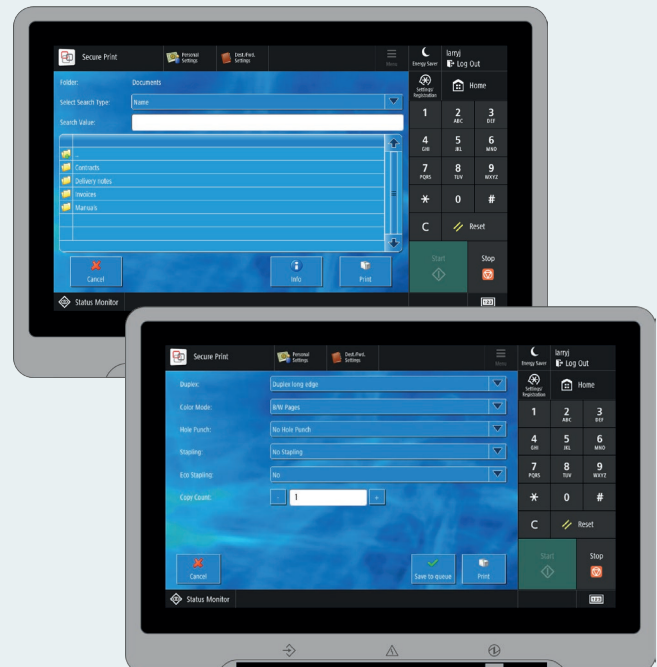 Secure Print
Personal Settings
Dest./Fwd. Settings
Menu
Energy Saver
larryj
Log Out
Folder:
Documents
Settings/Registration
Home
Select Search Type:
Name
Search Value:
1
2 ABC
3 DEF
..
Contracts
Delivery notes
Invoices
Manuals
4 GHI
5 JKL
6 MNO
7 PQRS
8 TUV
9 WXYZ
* 0 #
C
Reset
Cancel
Info
Print
Start
Stop
Status Monitor
123
Secure Print
Personal Settings
Dest./Fwd. Settings
Menu
Energy Saver
larryj
Log Out
Duplex:
Duplex long edge
Settings/Registration
Home
Color Mode:
B/W Pages
Hole Punch:
No Hole Punch
1
2 ABC
3 DEF
Stapling:
No Stapling
4 GHI
5 JKL
6 MNO
Eco Stapling:
No
7 PQRS
8 TUV
9 WXYZ
Copy Count:
- 1 +
* 0 #
C
Reset
Cancel
Save to queue
Print
Start
Stop
Status Monitor
123